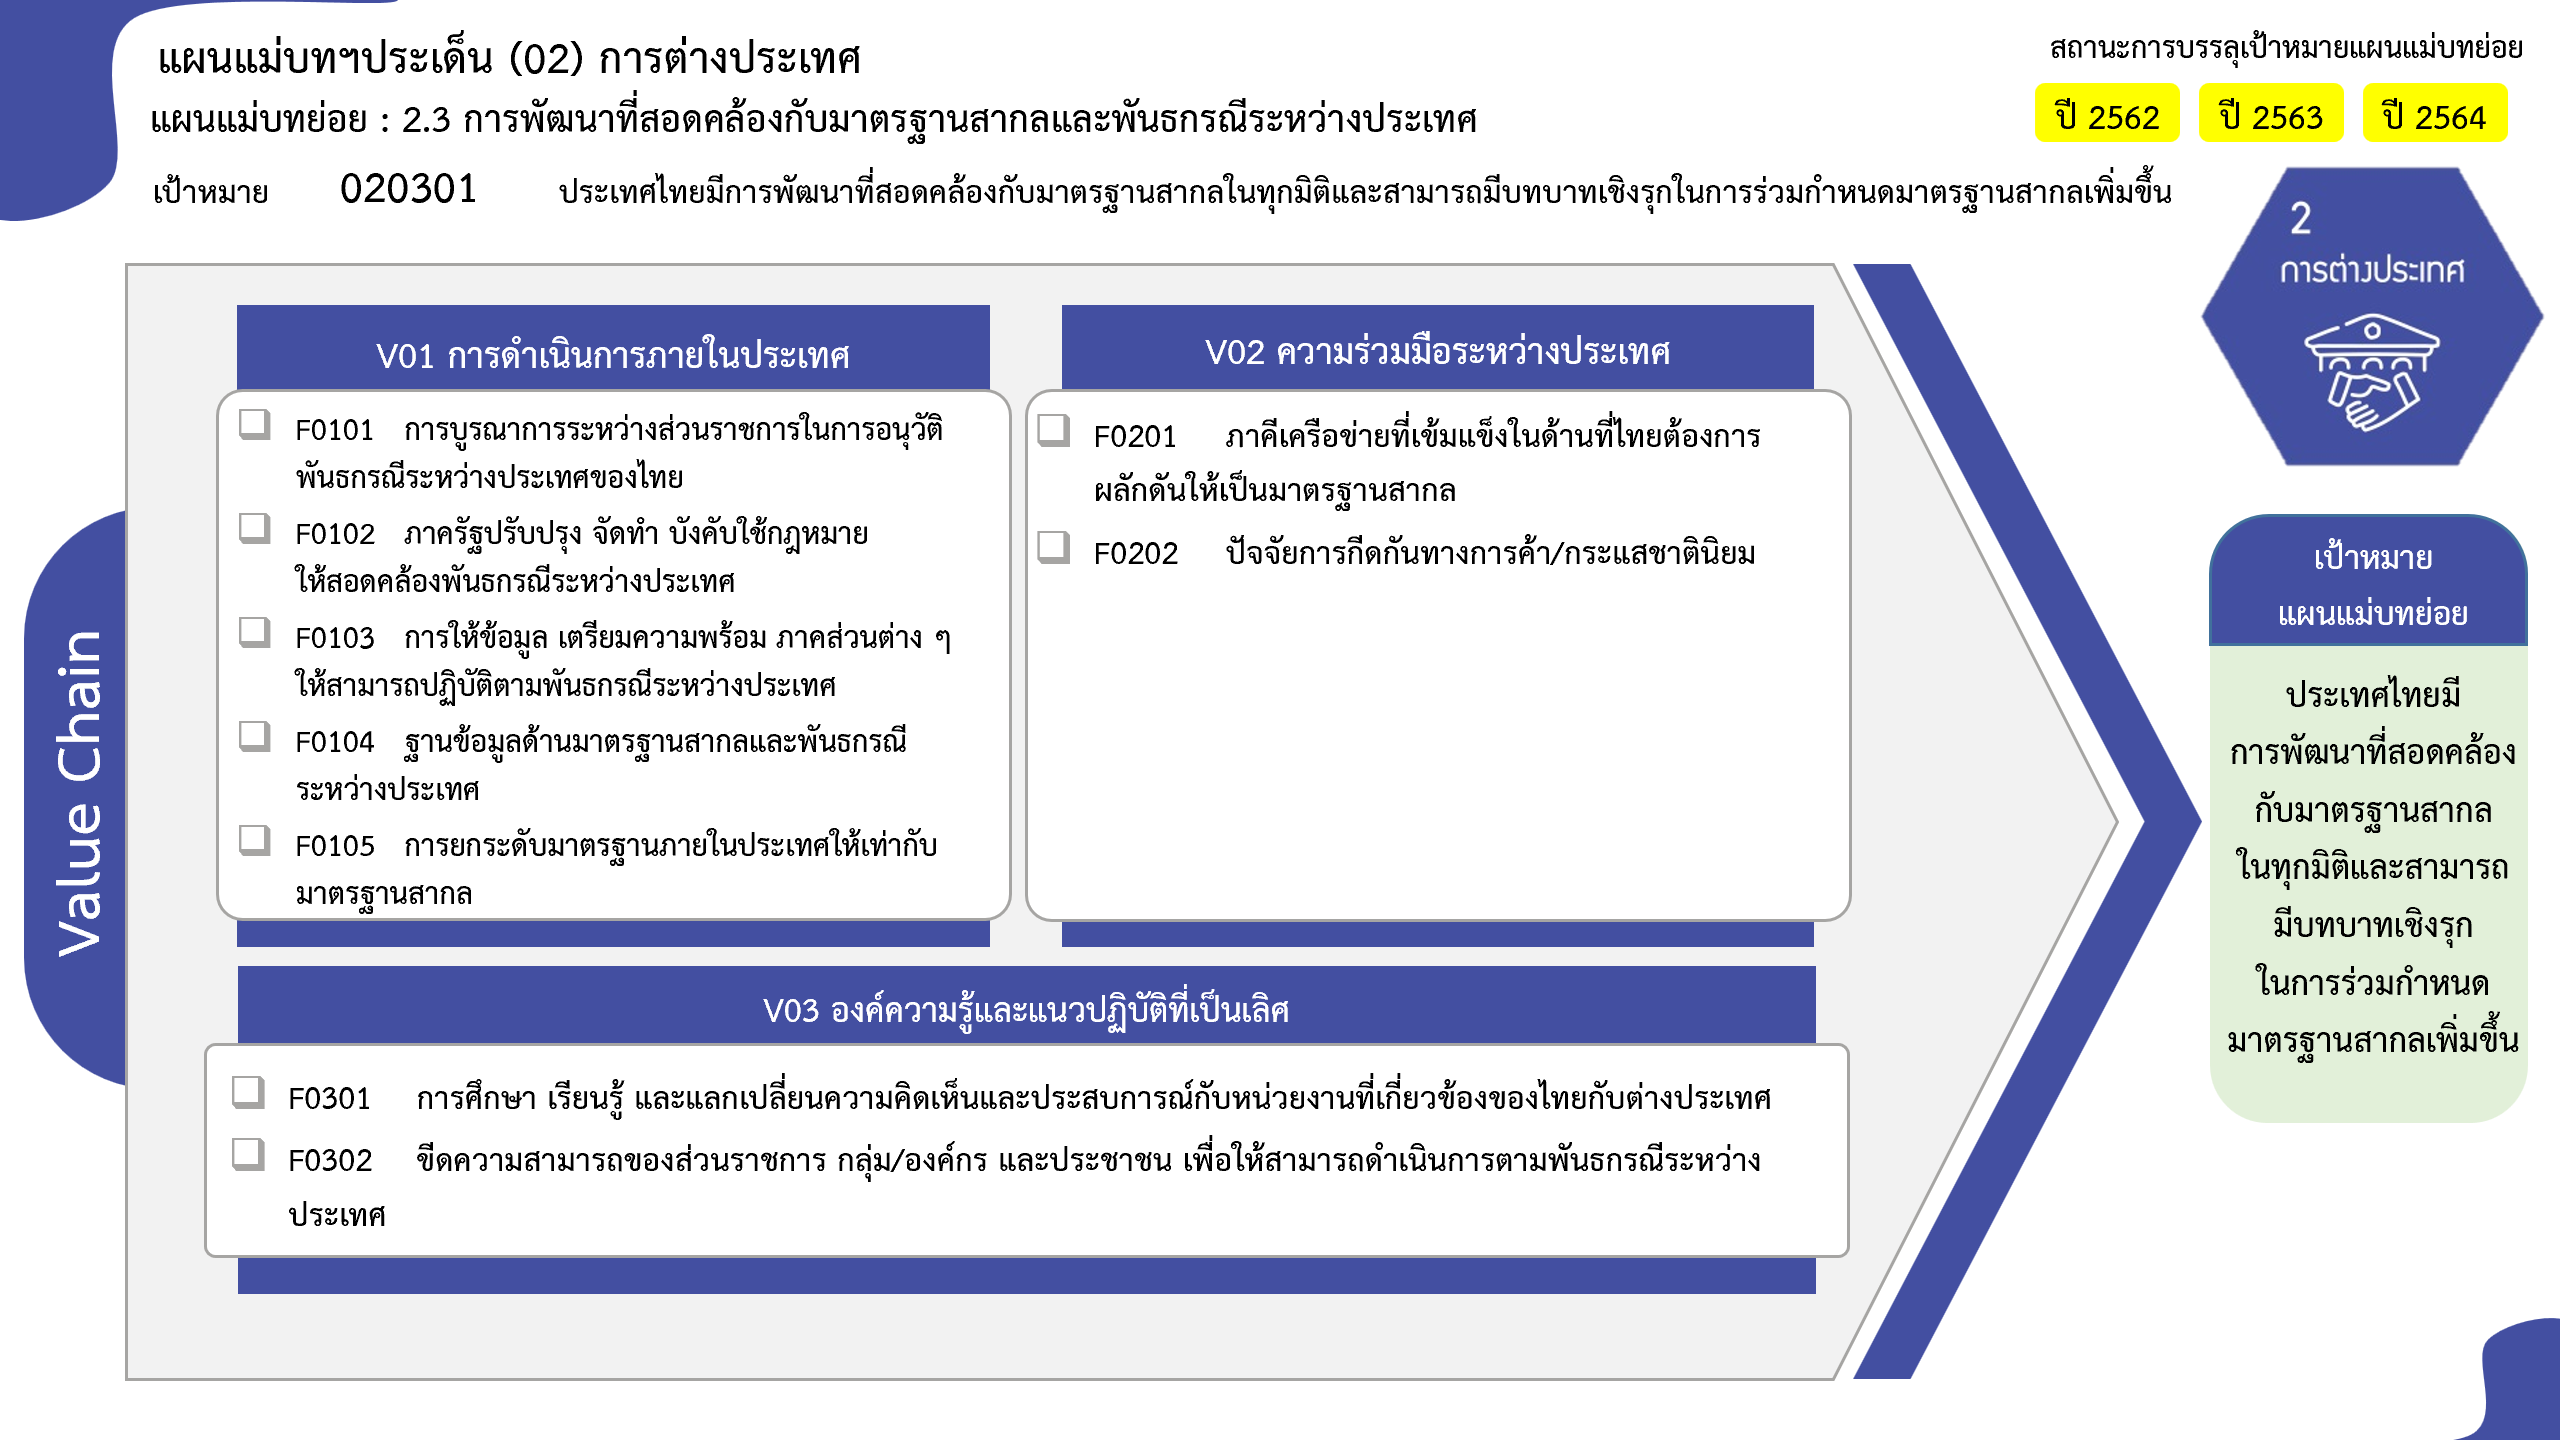 แผนแม่บทฯประเด็น (02) การต่างประเทศ
แผนแม่บทย่อย : 2.3 การพัฒนาที่สอดคล้องกับมาตรฐานสากลและพันธกรณีระหว่างประเทศ
เป้าหมาย 020301 ประเทศไทยมีการพัฒนาที่สอดคล้องกับมาตรฐานสากลในทุกมิติและสามารถมีบทบาทเชิงรุกในการร่วมกำหนดมาตรฐานสากลเพิ่มขึ้น
สถานะการบรรลุเป้าหมายแผนแม่บทย่อย
ปี 2562 ปี 2563 ปี 2564
2
การต่างประเทศ
Value Chain
V01 การดำเนินการภายในประเทศ
F0101 การบูรณาการระหว่างส่วนราชการในการอนุวัติ
พันธกรณีระหว่างประเทศของไทย
F0102 ภาครัฐปรับปรุง จัดทำ บังคับใช้กฎหมาย
ให้สอดคล้องพันธกรณีระหว่างประเทศ
F0103 การให้ข้อมูล เตรียมความพร้อม ภาคส่วนต่าง ๆ
ให้สามารถปฏิบัติตามพันธกรณีระหว่างประเทศ
F0104 ฐานข้อมูลด้านมาตรฐานสากลและพันธกรณี
ระหว่างประเทศ
F0105 การยกระดับมาตรฐานภายในประเทศให้เท่ากับ
มาตรฐานสากล
V02 ความร่วมมือระหว่างประเทศ
F0201 ภาคีเครือข่ายที่เข้มแข็งในด้านที่ไทยต้องการ
ผลักดันให้เป็นมาตรฐานสากล
F0202 ปัจจัยการกีดกันทางการค้า/กระแสชาตินิยม
V03 องค์ความรู้และแนวปฏิบัติที่เป็นเลิศ
F0301 การศึกษา เรียนรู้ และแลกเปลี่ยนความคิดเห็นและประสบการณ์กับหน่วยงานที่เกี่ยวข้องของไทยกับต่างประเทศ
F0302 ขีดความสามารถของส่วนราชการ กลุ่ม/องค์กร และประชาชน เพื่อให้สามารถดำเนินการตามพันธกรณีระหว่าง
ประเทศ
เป้าหมาย
แผนแม่บทย่อย
ประเทศไทยมี
การพัฒนาที่สอดคล้อง
กับมาตรฐานสากล
ในทุกมิติและสามารถ
มีบทบาทเชิงรุก
ในการร่วมกำหนด
มาตรฐานสากลเพิ่มขึ้น